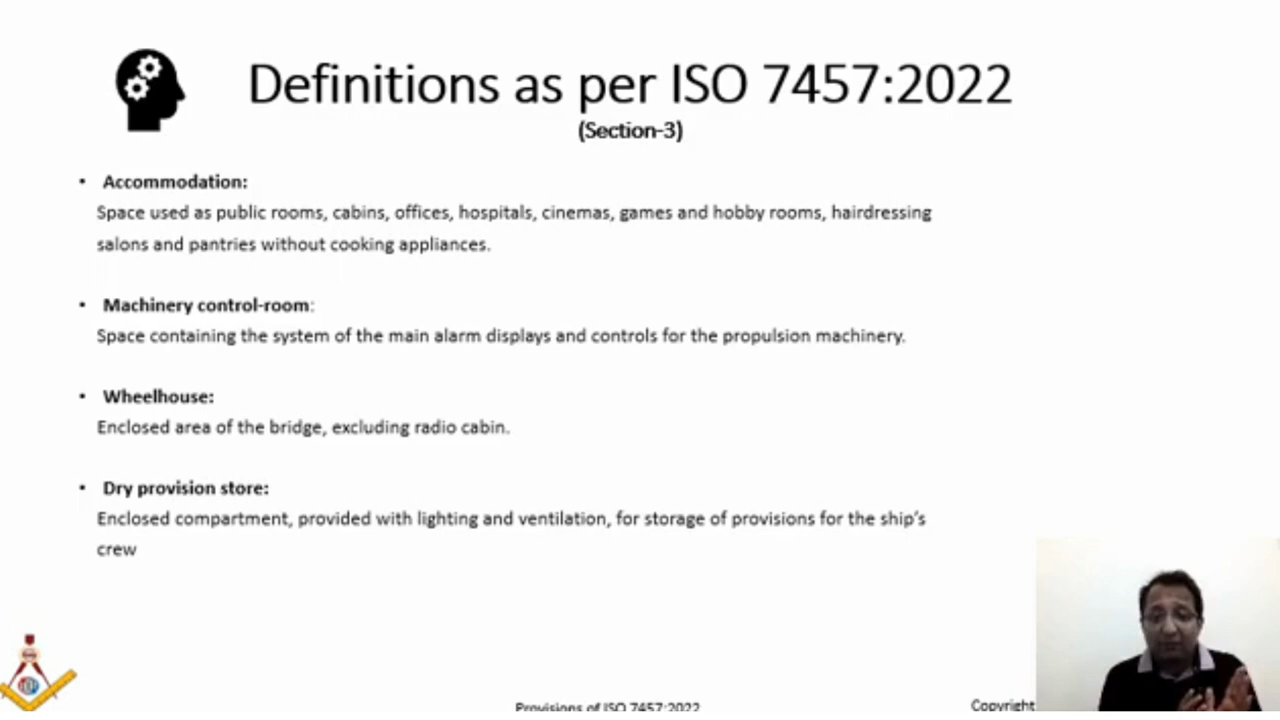 Definitions as per ISO 7457:2022
(Section-3)
• Accommodation:
Space used as public rooms, cabins, offices, hospitals, cinemas, games and hobby rooms, hairdressing
salons and pantries without cooking appliances.
• Machinery control-room:
Space containing the system of the main alarm displays and controls for the propulsion machinery.
• Wheelhouse:
Enclosed area of the bridge, excluding radio cabin.
• Dry provision store:
Enclosed compartment, provided with lighting and ventilation, for storage of provisions for the ship's
crew
Provisions of ISO 7457:2022
Copyright